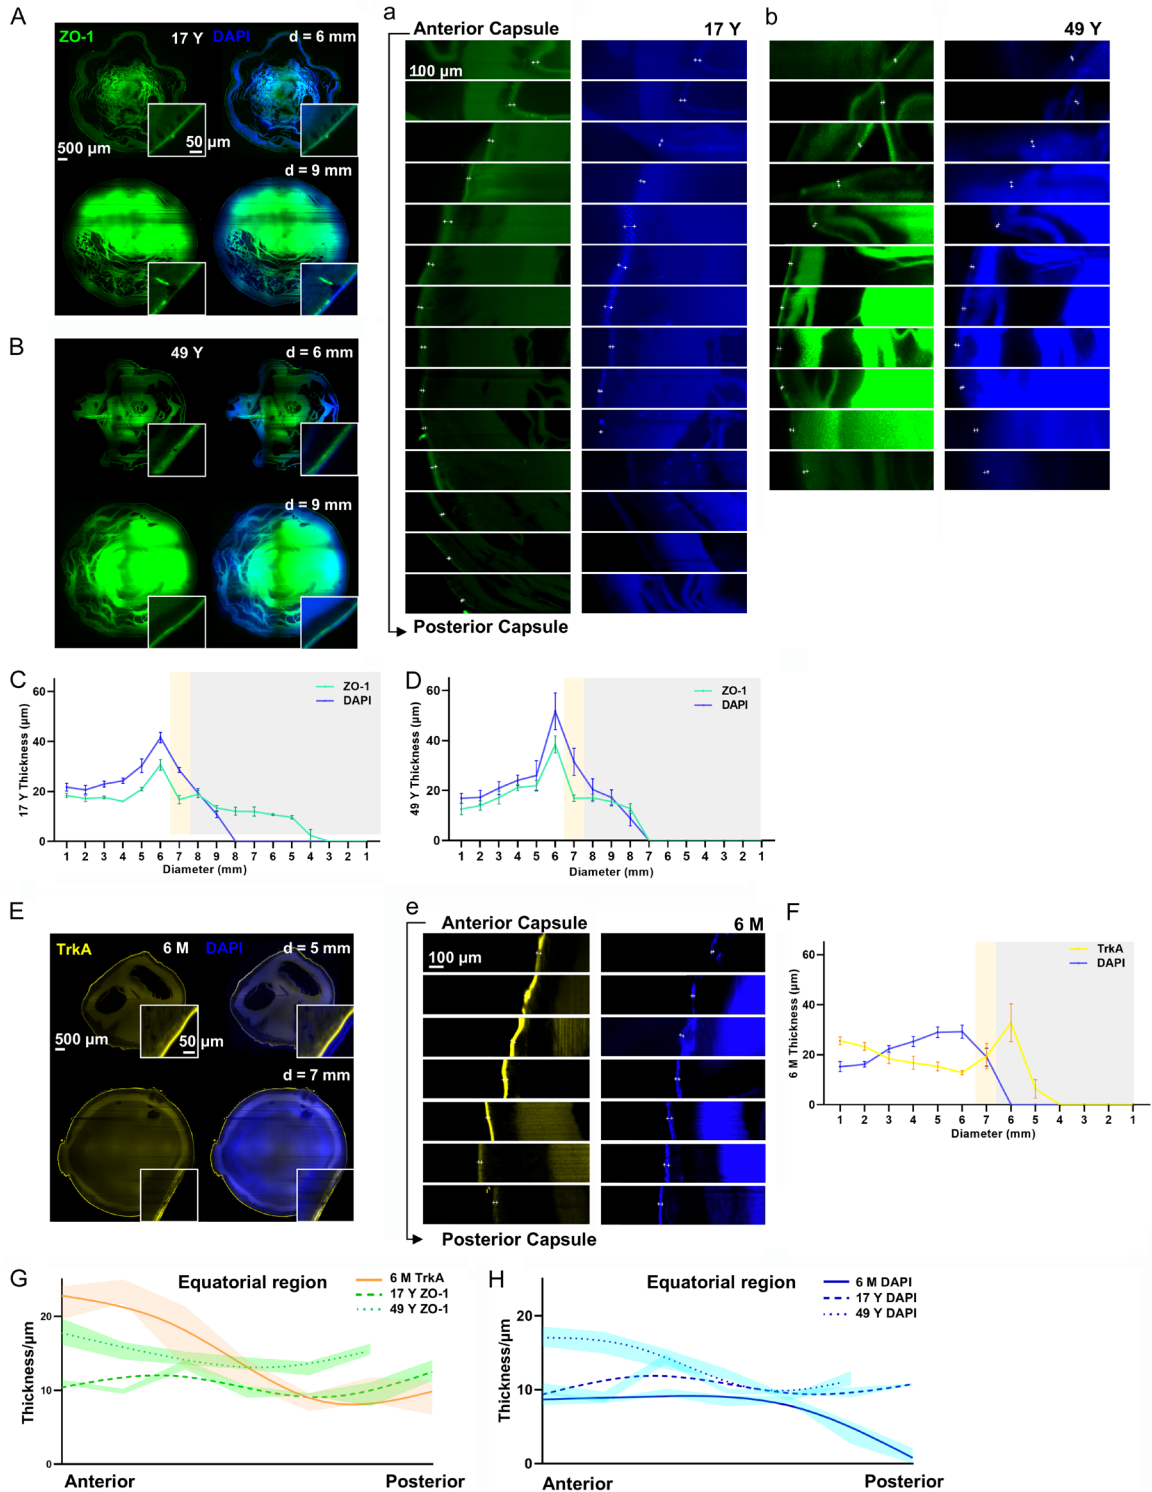 A
ZO-1
17 Y
DAPI
d = 6 mm
500 µm
50 µm
d = 9 mm
a
Anterior Capsule
17 Y
100 µm
Posterior Capsule
b
49 Y
B
49 Y
d = 6 mm
d = 9 mm
C
17 Y Thickness (µm)
60
40
20
0
ZO-1
DAPI
1 2 3 4 5 6 7 8 9 8 7 6 5 4 3 2 1
Diameter (mm)
D
49 Y Thickness (µm)
60
40
20
0
ZO-1
DAPI
1 2 3 4 5 6 7 8 9 8 7 6 5 4 3 2 1
Diameter (mm)
E
TrkA
6 M
DAPI
d = 5 mm
500 µm
50 µm
d = 7 mm
e
Anterior Capsule
6 M
100 µm
Posterior Capsule
F
6 M Thickness (µm)
60
40
20
0
TrkA
DAPI
1 2 3 4 5 6 7 6 5 4 3 2 1
Diameter (mm)
G
Equatorial region
6 M TrkA
17 Y ZO-1
49 Y ZO-1
Thickness/µm
20
10
0
Anterior
Posterior
H
Equatorial region
6 M DAPI
17 Y DAPI
49 Y DAPI
Thickness/µm
20
10
0
Anterior
Posterior